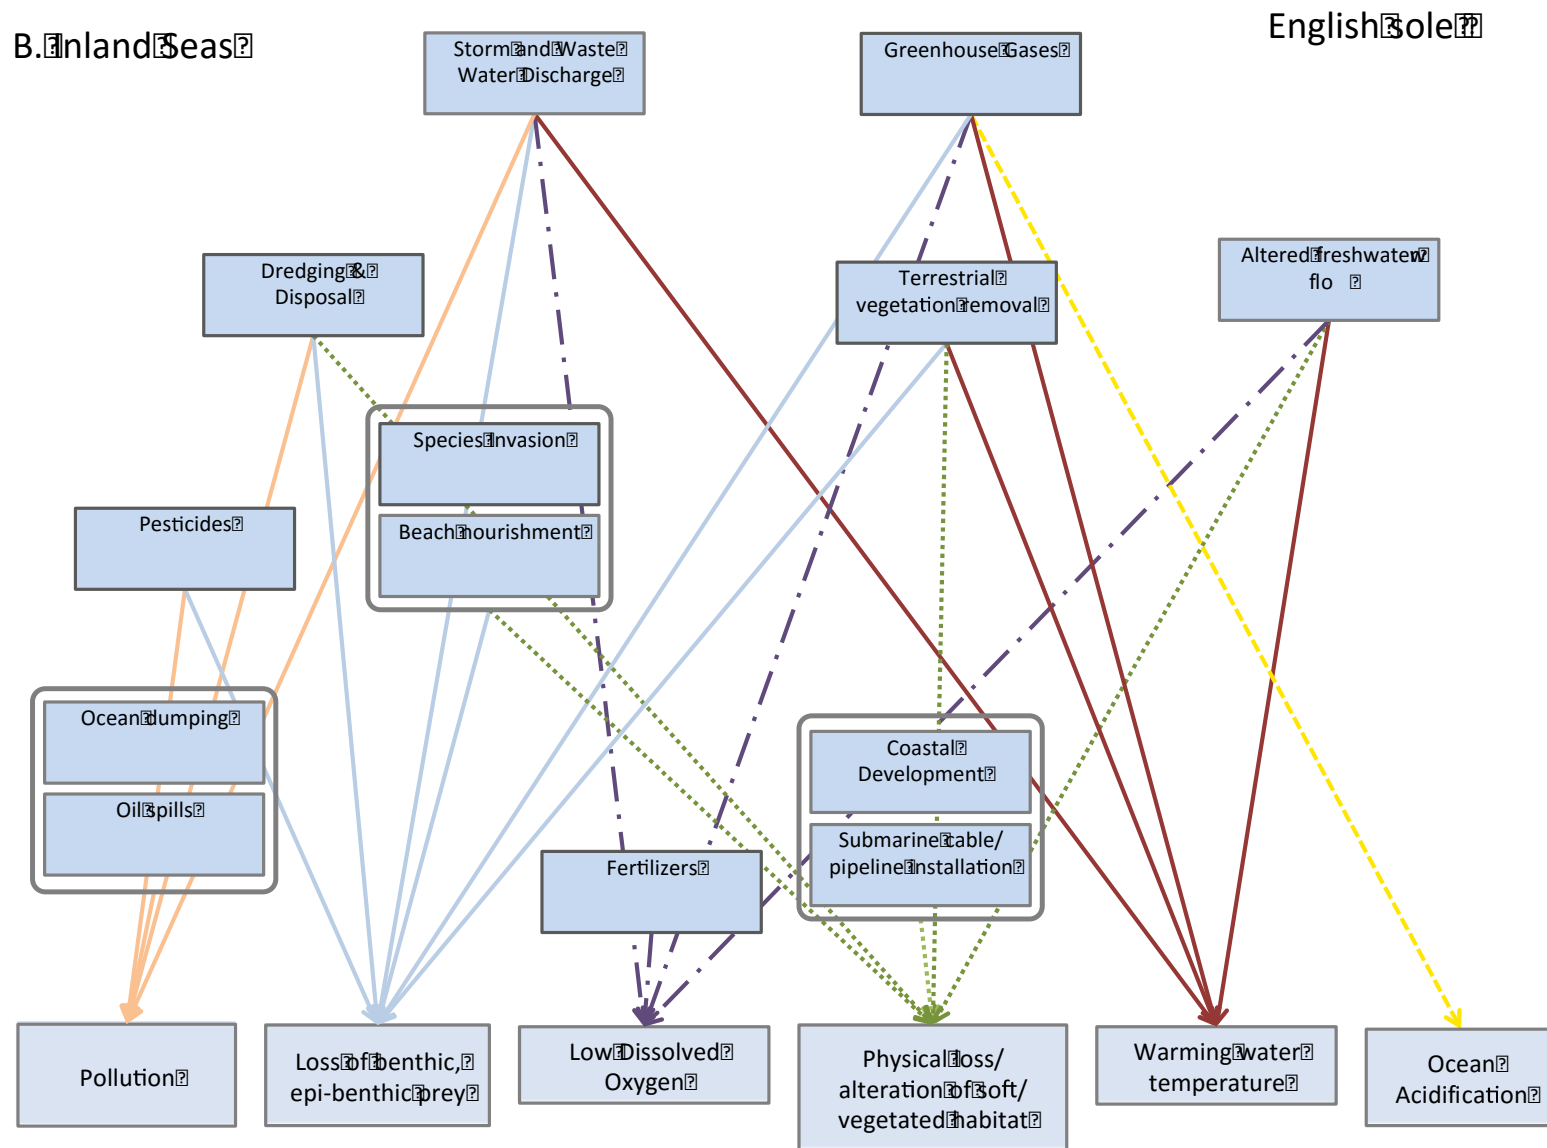 B. Inland Seas
English sole
Storm and Waste
Water Discharge
Greenhouse Gases
Dredging &
Disposal
Terrestrial
vegetation removal
Altered freshwater
flo
Species Invasion
Beach nourishment
Pesticides
Ocean dumping
Oil spills
Coastal
Development
Submarine cable/
pipeline installation
Fertilizers
Pollution
Loss of benthic,
epi-benthic prey
Low Dissolved
Oxygen
Physical loss/
alteration of soft/
vegetated habitat
Warming water
temperature
Ocean
Acidification